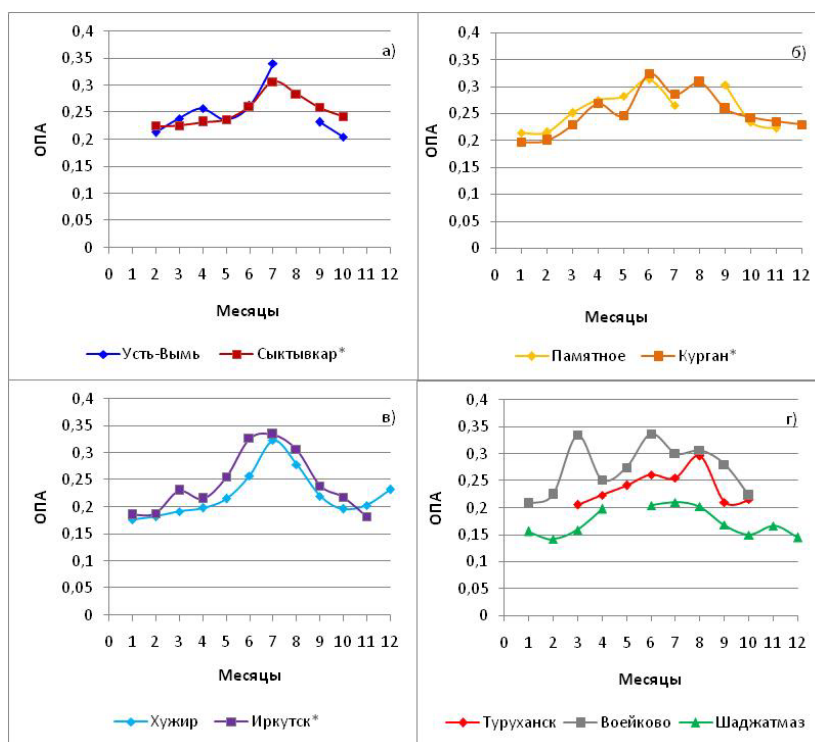 а)
0,4
0,35
0,3
0,25
0,2
0,15
0,1
0,05
0
ОПА
0 1 2 3 4 5 6 7 8 9 10 11 12
Месяцы
Усть-Вымь Сыктывкар*
б)
0,4
0,35
0,3
0,25
0,2
0,15
0,1
0,05
0
ОПА
0 1 2 3 4 5 6 7 8 9 10 11 12
Месяцы
Памятное Курган*
в)
0,4
0,35
0,3
0,25
0,2
0,15
0,1
0,05
0
ОПА
0 1 2 3 4 5 6 7 8 9 10 11 12
Месяцы
Хужир Иркутск*
г)
0,4
0,35
0,3
0,25
0,2
0,15
0,1
0,05
0
ОПА
0 1 2 3 4 5 6 7 8 9 10 11 12
Месяцы
Туруханск Воейково Шаджатмаз